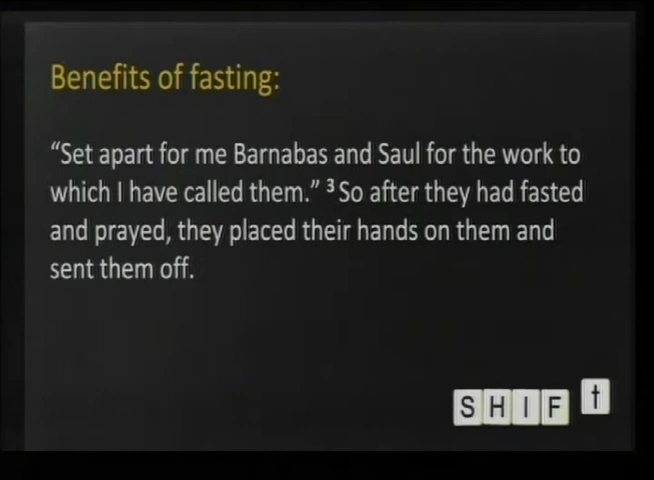 Benefits of fasting:
“Set apart for me Barnabas and Saul for the work to
which I have called them.” ³ So after they had fasted
and prayed, they placed their hands on them and
sent them off.
S H I F t